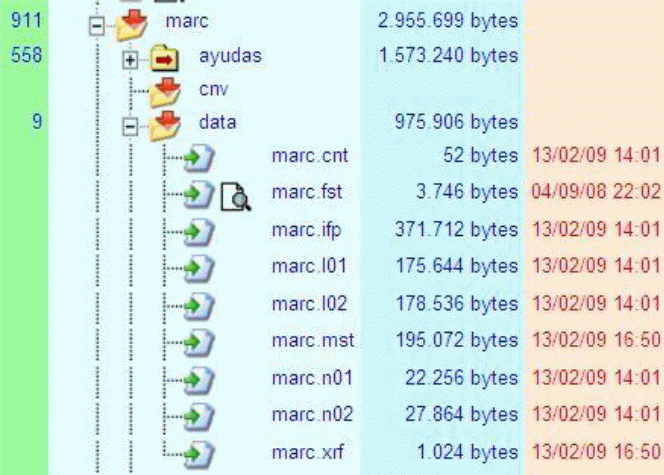 911 marc 2.955.699 bytes
558 ayudas 1.573.240 bytes
cnv
9 data 975.906 bytes
marc.cnt 52 bytes 13/02/09 14:01
marc.fst 3.746 bytes 04/09/08 22:02
marc.ifp 371.712 bytes 13/02/09 14:01
marc.l01 175.644 bytes 13/02/09 14:01
marc.l02 178.536 bytes 13/02/09 14:01
marc.mst 195.072 bytes 13/02/09 16:50
marc.n01 22.256 bytes 13/02/09 14:01
marc.n02 27.864 bytes 13/02/09 14:01
marc.xrf 1.024 bytes 13/02/09 16:50